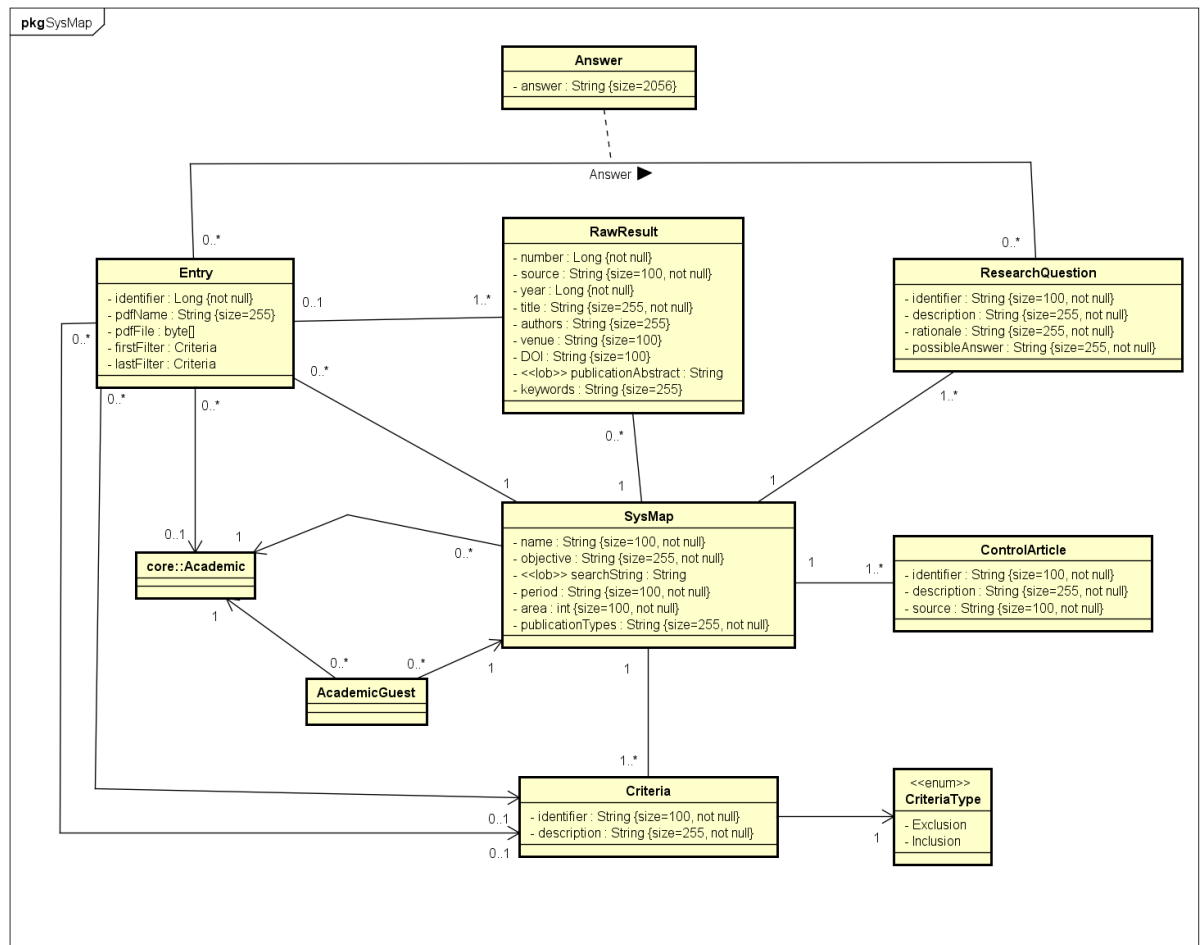 pkg SysMap
Answer
- answer : String {size=2056}
Answer
0..*
0..*
RawResult
- number : Long {not null}
- source : String {size=100, not null}
- year : Long {not null}
- title : String {size=255, not null}
- authors : String {size=255}
- venue : String {size=100}
- DOI : String {size=100}
- <<lob>> publicationAbstract : String
- keywords : String {size=255}
Entry
- identifier : Long {not null}
- pdfName : String {size=255}
- pdfFile : byte[]
- firstFilter : Criteria
- lastFilter : Criteria
ResearchQuestion
- identifier : String {size=100, not null}
- description : String {size=255, not null}
- rationale : String {size=255, not null}
- possibleAnswer : String {size=255, not null}
0..1
1..*
0..*
0..*
0..*
0..*
1..*
0..*
1
1
1
SysMap
- name : String {size=100, not null}
- objective : String {size=255, not null}
- <<lob>> searchString : String
- period : String {size=100, not null}
- area : int {size=100, not null}
- publicationTypes : String {size=255, not null}
0..1
1
0..*
core::Academic
1
1..*
ControlArticle
- identifier : String {size=100, not null}
- description : String {size=255, not null}
- source : String {size=100, not null}
1
0..*
0..*
1
1
AcademicGuest
1..*
Criteria
- identifier : String {size=100, not null}
- description : String {size=255, not null}
0..1
0..1
1
<<enum>>
CriteriaType
- Exclusion
- Inclusion